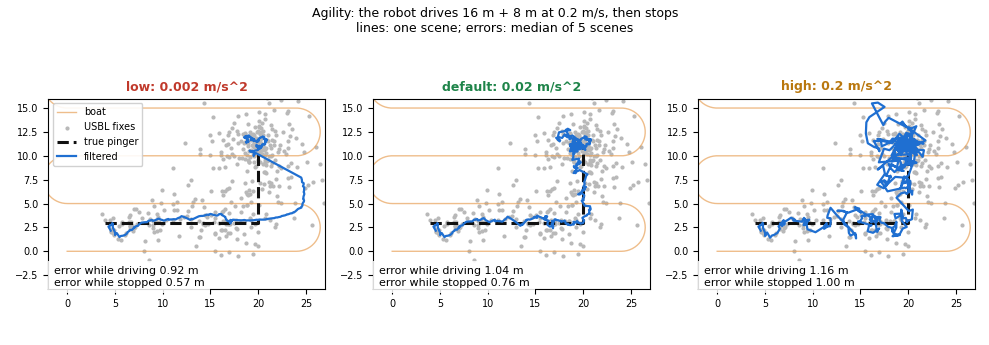 Agility: the robot drives 16 m + 8 m at 0.2 m/s, then stops
lines: one scene; errors: median of 5 scenes
low: 0.002 m/s^2
15.0
12.5
10.0
7.5
5.0
2.5
0.0
−2.5
0
5
10
15
20
25
boat
USBL fixes
true pinger
filtered
error while driving 0.92 m
error while stopped 0.57 m
default: 0.02 m/s^2
15.0
12.5
10.0
7.5
5.0
2.5
0.0
−2.5
0
5
10
15
20
25
error while driving 1.04 m
error while stopped 0.76 m
high: 0.2 m/s^2
15.0
12.5
10.0
7.5
5.0
2.5
0.0
−2.5
0
5
10
15
20
25
error while driving 1.16 m
error while stopped 1.00 m